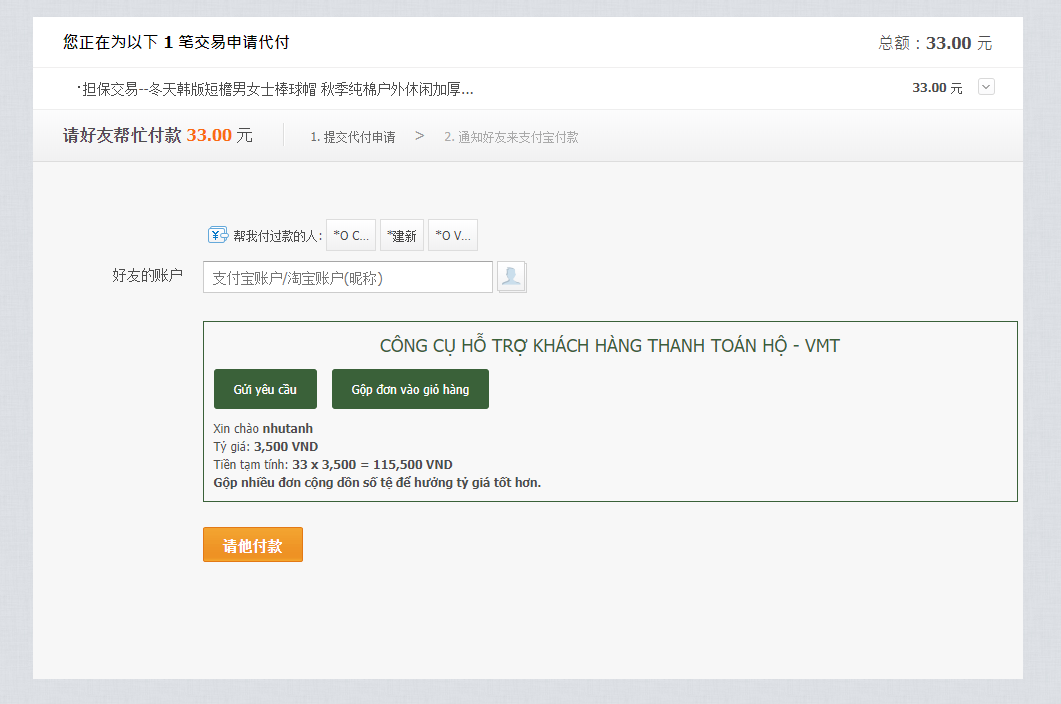 您正在为以下 1 笔交易申请代付
总额：33.00 元
·担保交易--冬天韩版短檐男女士棒球帽 秋季纯棉户外休闲加厚...
33.00 元
请好友帮忙付款 33.00 元
1. 提交代付申请 > 2. 通知好友来支付宝付款
帮我付过款的人: *O C... *建新 *O V...
好友的账户 支付宝账户/淘宝账户(昵称)
CÔNG CỤ HỖ TRỢ KHÁCH HÀNG THANH TOÁN HỘ - VMT
Gửi yêu cầu Gộp đơn vào giỏ hàng
Xin chào nhutanh
Tỷ giá: 3,500 VND
Tiền tạm tính: 33 x 3,500 = 115,500 VND
Gộp nhiều đơn cộng dồn số tệ để hưởng tỷ giá tốt hơn.
请他付款